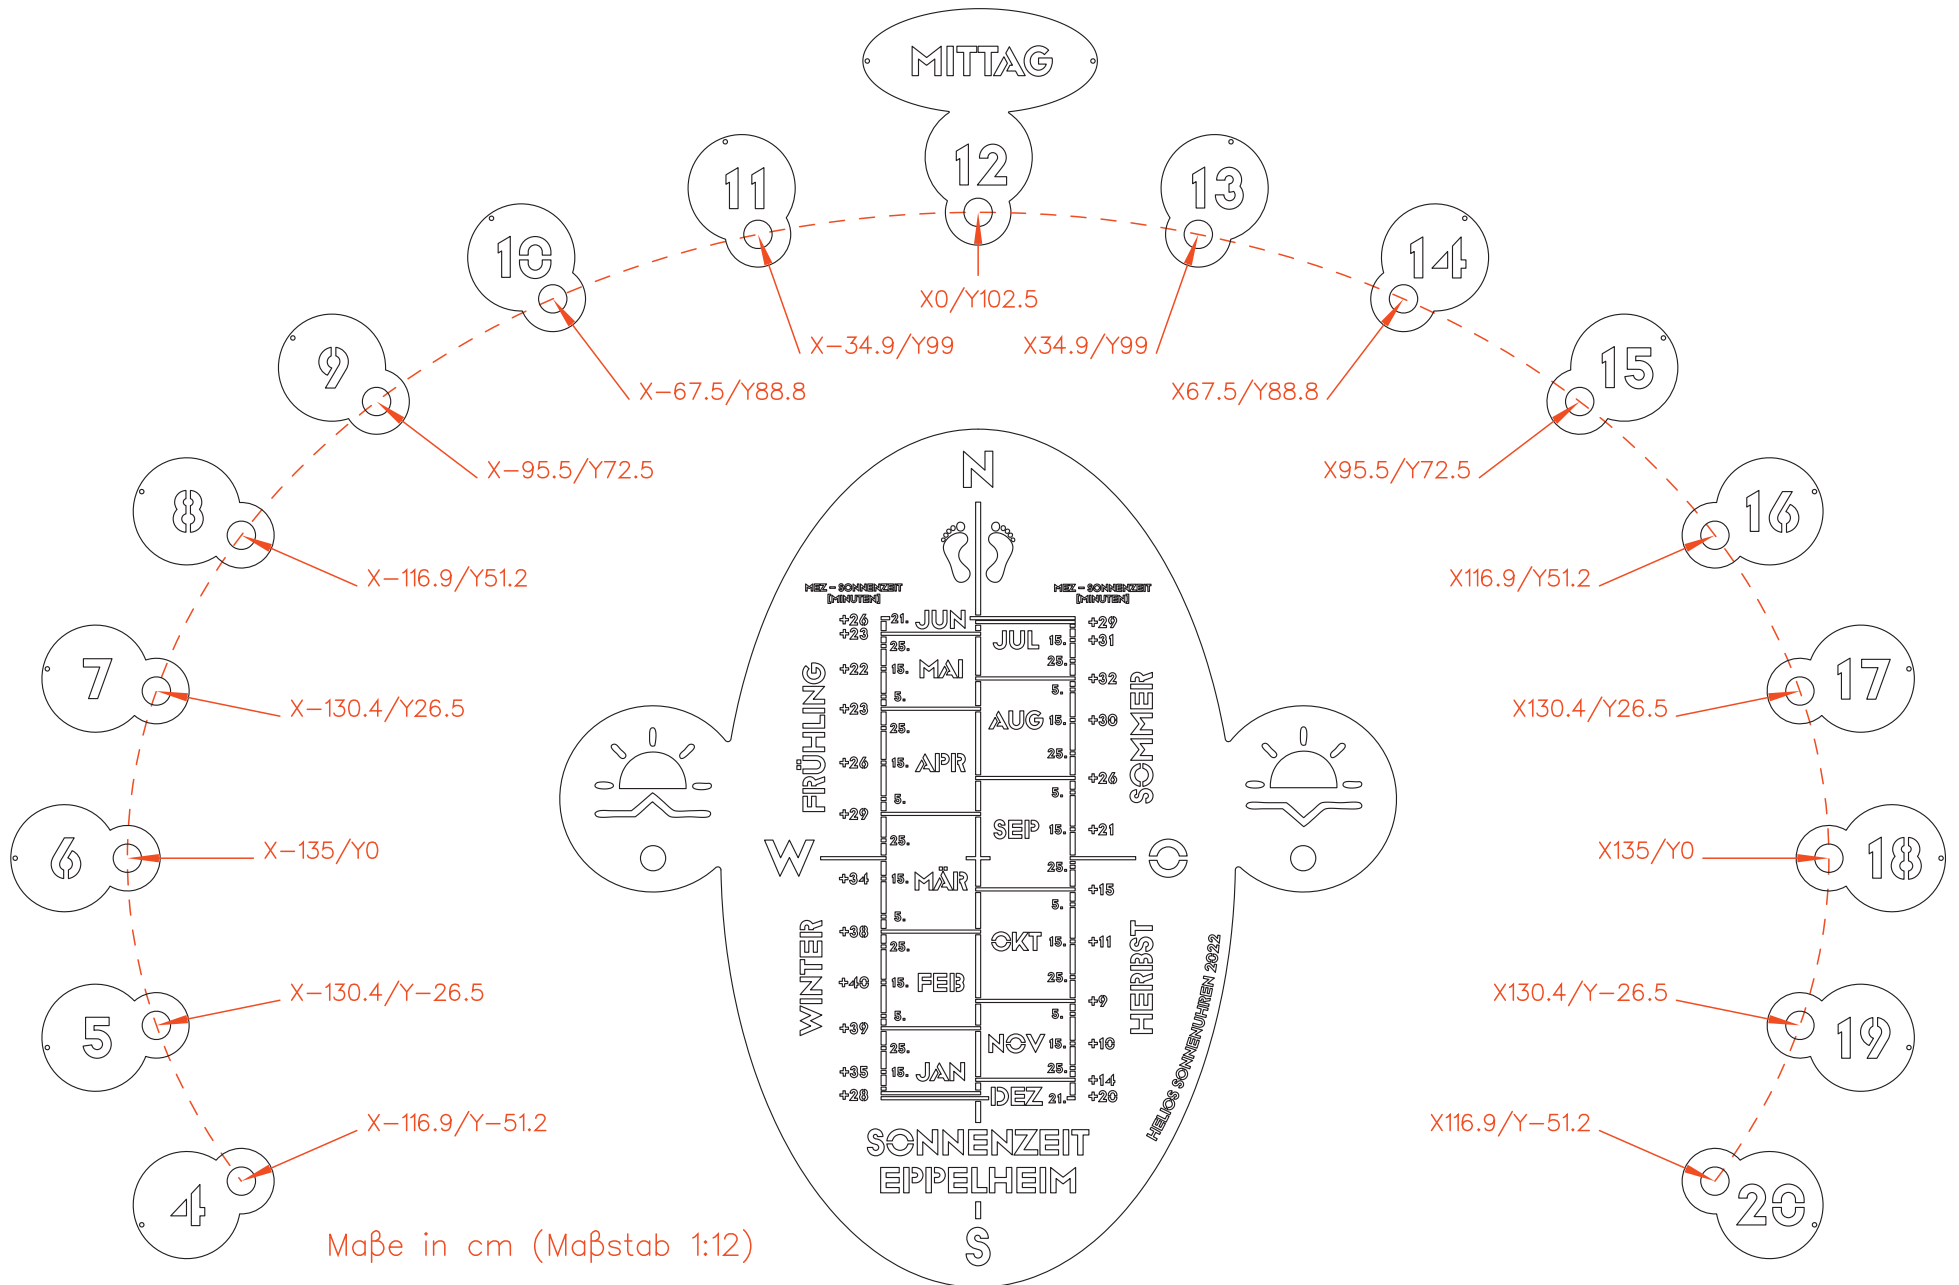 MITTAG
12
11
13
10
14
9
15
8
16
7
17
6
18
5
19
4
20
X0/Y102.5
X-34.9/Y99
X34.9/Y99
X-67.5/Y88.8
X67.5/Y88.8
X-95.5/Y72.5
X95.5/Y72.5
X-116.9/Y51.2
X116.9/Y51.2
X-130.4/Y26.5
X130.4/Y26.5
X-135/Y0
X135/Y0
X-130.4/Y-26.5
X130.4/Y-26.5
X-116.9/Y-51.2
X116.9/Y-51.2
N
MEZ - SONNENZEIT
[MINUTEN]
+26 21. JUN
+23
25.
+22 15. MAI
5.
+23
25.
+26 15. APR
5.
+29
25.
+34 15. MÄR
5.
+38
25.
+40 15. FEB
5.
+39
25.
+35 15. JAN
+28
FRÜHLING
WINTER
W
MEZ - SONNENZEIT
[MINUTEN]
+29
JUL 15. +31
25.
+32
5.
AUG 15. +30
25.
+26
5.
SEP 15. +21
25.
+15
5.
OKT 15. +11
25.
+9
5.
NOV 15. +10
25.
+14
DEZ 21. +20
SOMMER
HERBST
O
HELIOS SONNENUHREN 2022
SONNENZEIT
EPPELHEIM
S
Maße in cm (Maßstab 1:12)